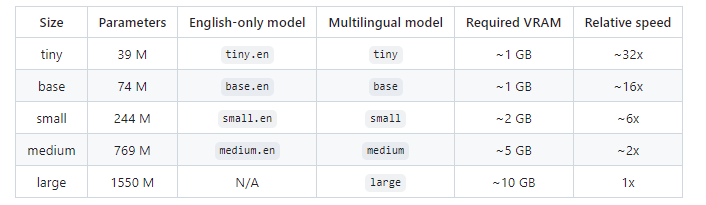 Size Parameters English-only model Multilingual model Required VRAM Relative speed
tiny 39 M tiny.en tiny ~1 GB ~32x
base 74 M base.en base ~1 GB ~16x
small 244 M small.en small ~2 GB ~6x
medium 769 M medium.en medium ~5 GB ~2x
large 1550 M N/A large ~10 GB 1x